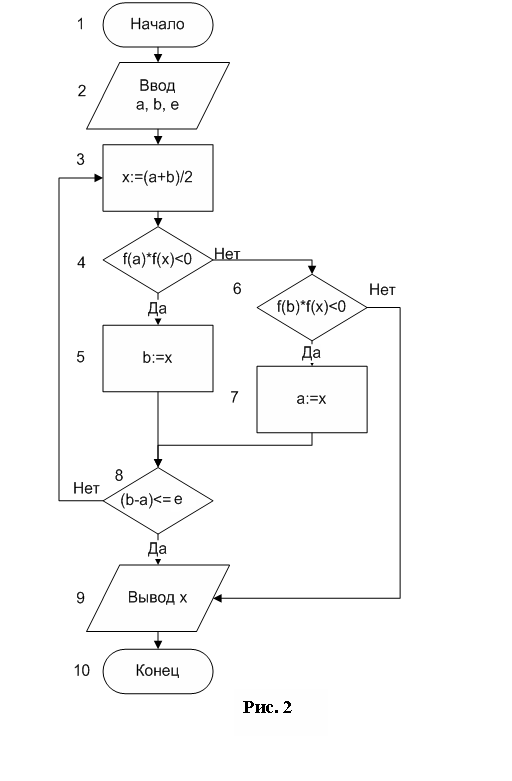 1
Начало
2
Ввод
a, b, e
3
x:=(a+b)/2
4
f(a)*f(x)<0
Нет
Да
6
f(b)*f(x)<0
Нет
Да
5
b:=x
7
a:=x
8
(b-a)<= e
Нет
Да
9
Вывод x
10
Конец
Рис. 2